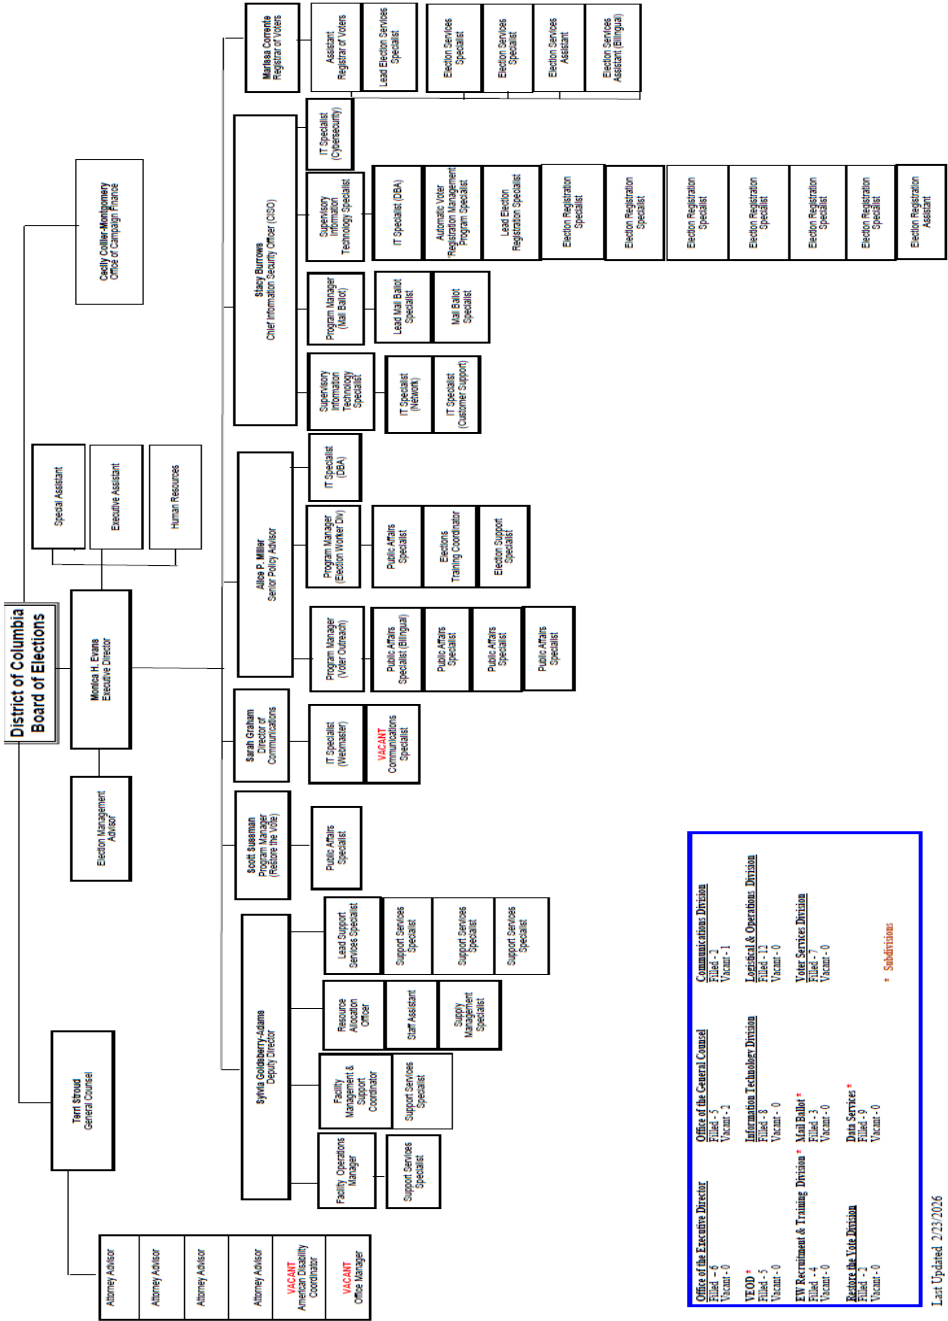 District of Columbia
Board of Elections
Terri Stroud
General Counsel
Election Management
Advisor
Monica H. Evans
Executive Director
Special Assistant
Executive Assistant
Human Resources
Cecily Collier-Montgomery
Office of Campaign Finance
Attorney Advisor
Attorney Advisor
Attorney Advisor
Attorney Advisor
VACANT
American Disability
Coordinator
VACANT
Office Manager
Sylvia Goldsberry-Adams
Deputy Director
Facility Operations
Manager
Support Services
Specialist
Facility
Management &
Support
Coordinator
Support Services
Specialist
Resource
Allocation
Officer
Staff Assistant
Supply
Management
Specialist
Lead Support
Services Specialist
Support Services
Specialist
Support Services
Specialist
Support Services
Specialist
Scott Sussman
Program Manager
(Restore the Vote)
Public Affairs
Specialist
Sarah Graham
Director of
Communications
IT Specialist
(Webmaster)
VACANT
Communications
Specialist
Alice P. Miller
Senior Policy Advisor
Program Manager
(Voter Outreach)
Public Affairs
Specialist (Bilingual)
Public Affairs
Specialist
Public Affairs
Specialist
Public Affairs
Specialist
Program Manager
(Election Worker Div)
Public Affairs
Specialist
Elections
Training Coordinator
Election Support
Specialist
IT Specialist
(DBA)
Stacy Burrows
Chief Information Security Officer (CISO)
Supervisory
Information
Technology
Specialist
IT Specialist
(Network)
IT Specialist
(Customer Support)
Program Manager
(Mail Ballot)
Lead Mail Ballot
Specialist
Mail Ballot
Specialist
Supervisory
Information
Technology Specialist
IT Specialist (DBA)
Automatic Voter
Registration Management
Program Specialist
Lead Election
Registration Specialist
Election Registration
Specialist
Election Registration
Specialist
Election Registration
Specialist
Election Registration
Specialist
Election Registration
Specialist
Election Registration
Specialist
Election Registration
Assistant
IT Specialist
(Cybersecurity)
Marissa Corrente
Registrar of Voters
Assistant
Registrar of Voters
Lead Election Services
Specialist
Election Services
Specialist
Election Services
Specialist
Election Services
Assistant
Election Services
Assistant (Bilingual)
Office of the Executive Director
Filled - 6
Vacant - 0
Office of the General Counsel
Filled - 5
Vacant - 2
Communications Division
Filled - 2
Vacant - 1
VEOD *
Filled - 5
Vacant - 0
Information Technology Division
Filled - 8
Vacant - 0
Logistical & Operations Division
Filled - 12
Vacant - 0
EW Recruitment & Training Division *
Filled - 4
Vacant - 0
Mail Ballot *
Filled - 3
Vacant - 0
Voter Services Division
Filled - 7
Vacant - 0
Restore the Vote Division
Filled - 2
Vacant - 0
Data Services *
Filled - 9
Vacant - 0
* Subdivisions
Last Updated 2/23/2026